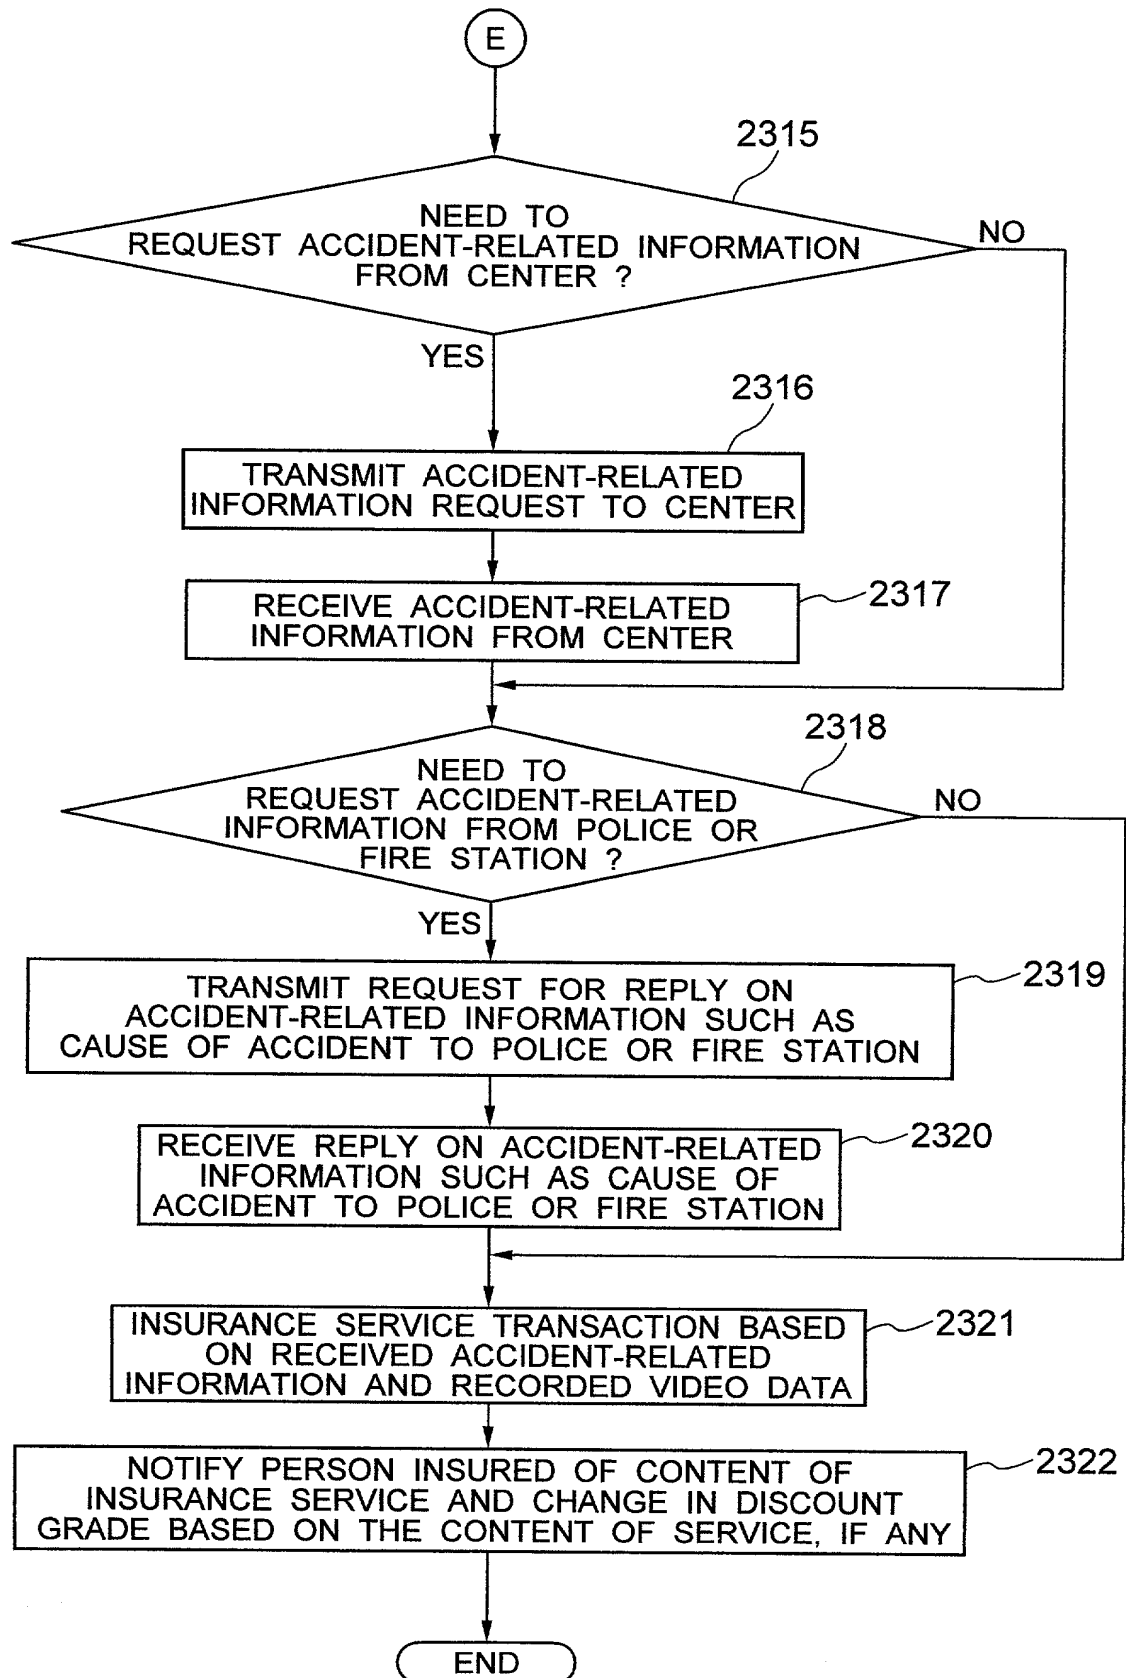 E
2315
NEED TO
REQUEST ACCIDENT-RELATED INFORMATION
FROM CENTER ?
NO
YES
2316
TRANSMIT ACCIDENT-RELATED
INFORMATION REQUEST TO CENTER
2317
RECEIVE ACCIDENT-RELATED
INFORMATION FROM CENTER
2318
NEED TO
REQUEST ACCIDENT-RELATED
INFORMATION FROM POLICE OR
FIRE STATION ?
NO
YES
2319
TRANSMIT REQUEST FOR REPLY ON
ACCIDENT-RELATED INFORMATION SUCH AS
CAUSE OF ACCIDENT TO POLICE OR FIRE STATION
2320
RECEIVE REPLY ON ACCIDENT-RELATED
INFORMATION SUCH AS CAUSE OF
ACCIDENT TO POLICE OR FIRE STATION
2321
INSURANCE SERVICE TRANSACTION BASED
ON RECEIVED ACCIDENT-RELATED
INFORMATION AND RECORDED VIDEO DATA
2322
NOTIFY PERSON INSURED OF CONTENT OF
INSURANCE SERVICE AND CHANGE IN DISCOUNT
GRADE BASED ON THE CONTENT OF SERVICE, IF ANY
END